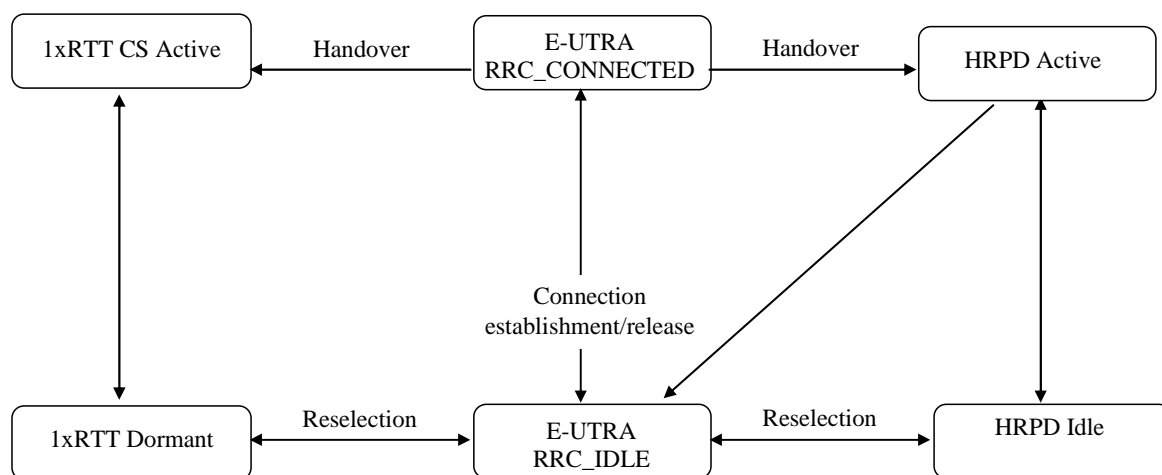 1xRTT CS Active
Handover
E-UTRA
RRC_CONNECTED
Handover
HRPD Active
Connection
establishment/release
1xRTT Dormant
Reselection
E-UTRA
RRC_IDLE
Reselection
HRPD Idle